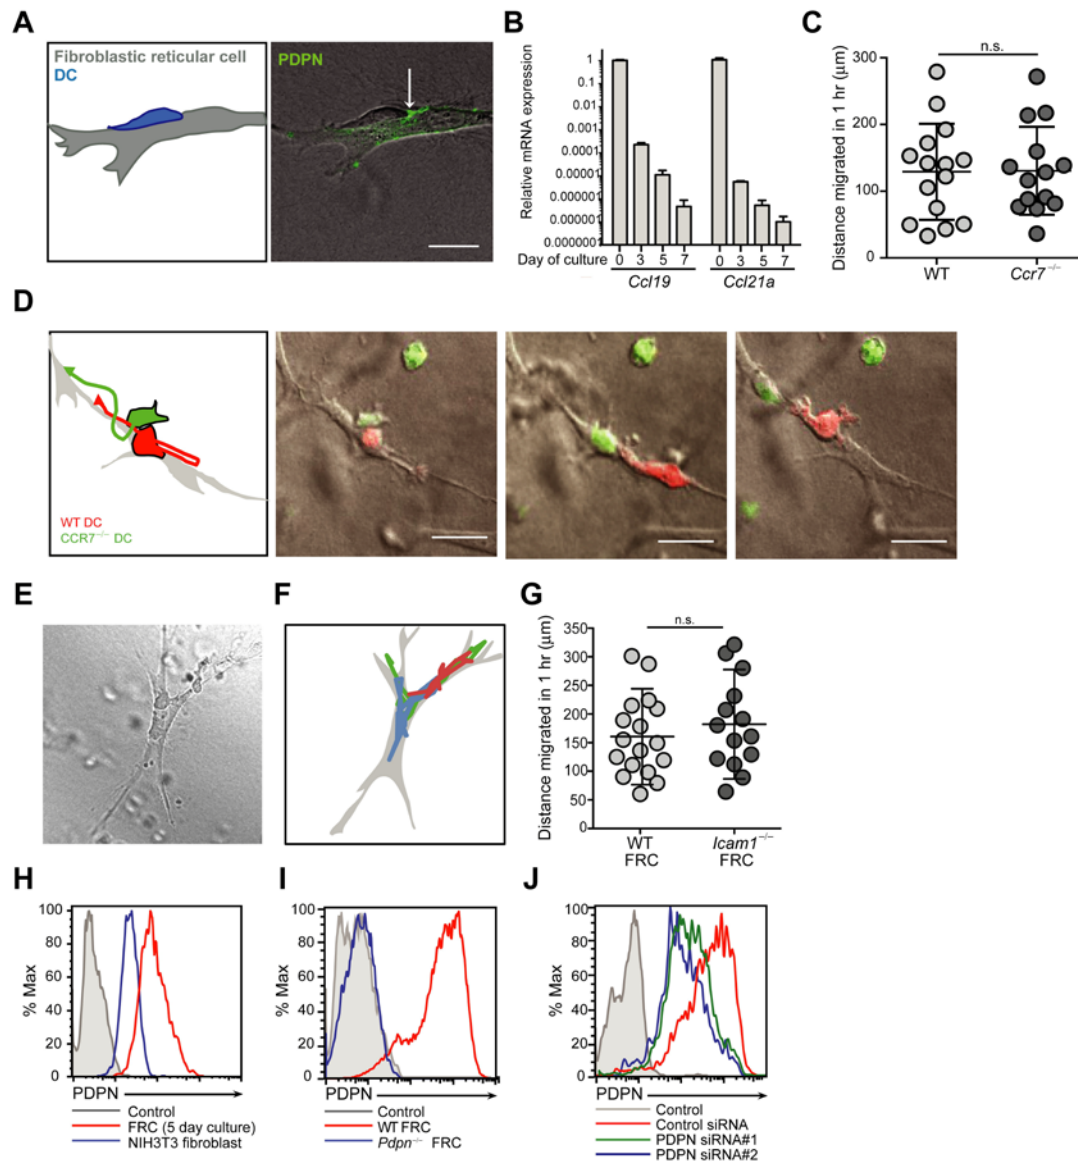 A
Fibroblastic reticular cell
DC
PDPN
B
Relative mRNA expression
1
0.1
0.01
0.001
0.0001
0.00001
0.000001
0.0000001
Day of culture 0 3 5 7 0 3 5 7
Ccl19 Ccl21a
C
n.s.
Distance migrated in 1 hr (µm)
300
200
100
0
WT Ccr7–/–
D
WT DC
CCR7–/– DC
E
F
G
n.s.
Distance migrated in 1 hr (µm)
350
300
250
200
150
100
50
0
WT FRC
Icam1–/– FRC
H
% Max
100
80
60
40
20
0
PDPN
Control
FRC (5 day culture)
NIH3T3 fibroblast
I
% Max
100
80
60
40
20
0
PDPN
Control
WT FRC
Pdpn–/– FRC
J
% Max
100
80
60
40
20
0
PDPN
Control
Control siRNA
PDPN siRNA#1
PDPN siRNA#2